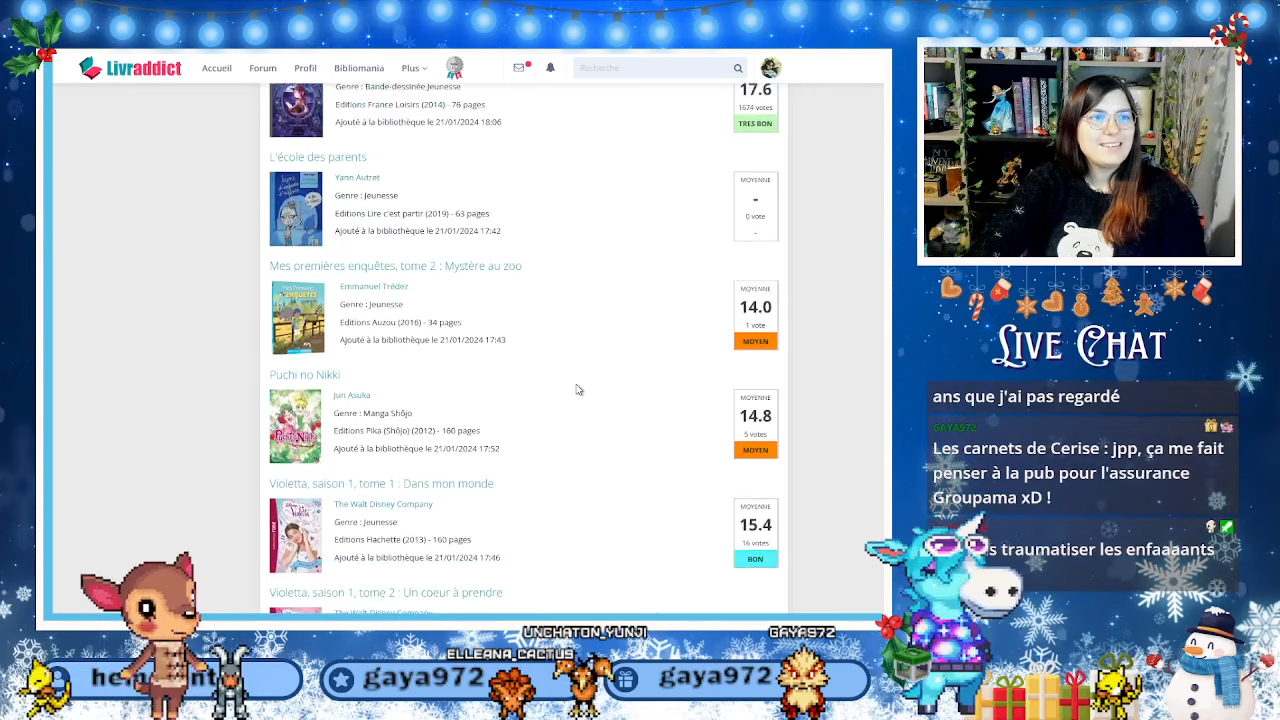 Livraddict
Accueil
Forum
Profil
Bibliomania
Plus
Recherche
Genre : Bande-dessinée Jeunesse
Editions France Loisirs (2014) - 76 pages
Ajouté à la bibliothèque le 21/01/2024 18:06
17.6
1674 votes
TRES BON
L'école des parents
Yann Autret
Genre : Jeunesse
Editions Lire c'est partir (2019) - 63 pages
Ajouté à la bibliothèque le 21/01/2024 17:42
MOYENNE
-
0 vote
-
Mes premières enquêtes, tome 2 : Mystère au zoo
Emmanuel Trédez
Genre : Jeunesse
Editions Auzou (2016) - 34 pages
Ajouté à la bibliothèque le 21/01/2024 17:43
MOYENNE
14.0
1 vote
MOYEN
Puchi no Nikki
Jun Asuka
Genre : Manga Shôjo
Editions Pika (Shôjo) (2012) - 160 pages
Ajouté à la bibliothèque le 21/01/2024 17:52
MOYENNE
14.8
5 votes
MOYEN
Violetta, saison 1, tome 1 : Dans mon monde
The Walt Disney Company
Genre : Jeunesse
Editions Hachette (2013) - 160 pages
Ajouté à la bibliothèque le 21/01/2024 17:46
MOYENNE
15.4
16 votes
BON
Violetta, saison 1, tome 2 : Un coeur à prendre
The Walt Disney Company
LIVE CHAT
ans que j'ai pas regardé
GAYA972
Les carnets de Cerise : jpp, ça me fait
penser à la pub pour l'assurance
Groupama xD !
traumatiser les enfaaaants
UNCHATON_YUNJI
GAYA972
ELLEANA_CACTUS
gaya972
gaya972